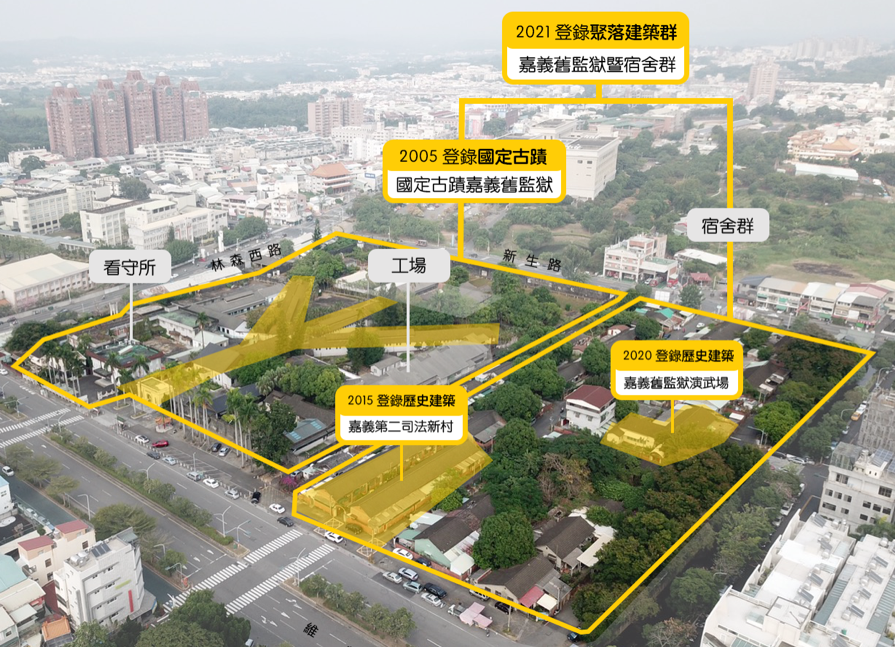 2021 登錄聚落建築群
嘉義舊監獄暨宿舍群
2005 登錄國定古蹟
國定古蹟嘉義舊監獄
宿舍群
看守所
林森西路
工場
新生路
2020 登錄歷史建築
嘉義舊監獄演武場
2015 登錄歷史建築
嘉義第二司法新村
維